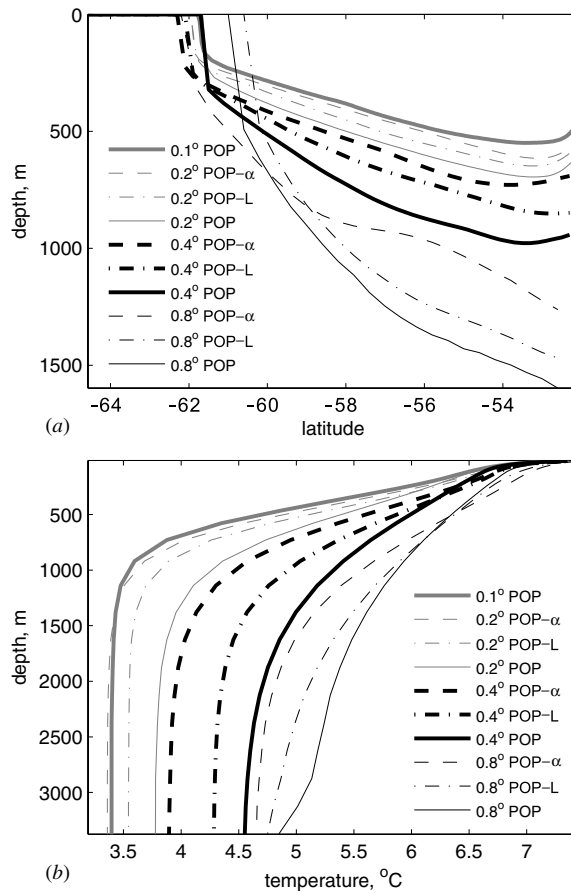 0
500
1000
1500
depth, m
0.1° POP
0.2° POP−α
0.2° POP−L
0.2° POP
0.4° POP−α
0.4° POP−L
0.4° POP
0.8° POP−α
0.8° POP−L
0.8° POP
−64 −62 −60 −58 −56 −54
latitude
(a)
500
1000
1500
2000
2500
3000
depth, m
0.1° POP
0.2° POP−α
0.2° POP−L
0.2° POP
0.4° POP−α
0.4° POP−L
0.4° POP
0.8° POP−α
0.8° POP−L
0.8° POP
3.5 4 4.5 5 5.5 6 6.5 7
temperature, °C
(b)